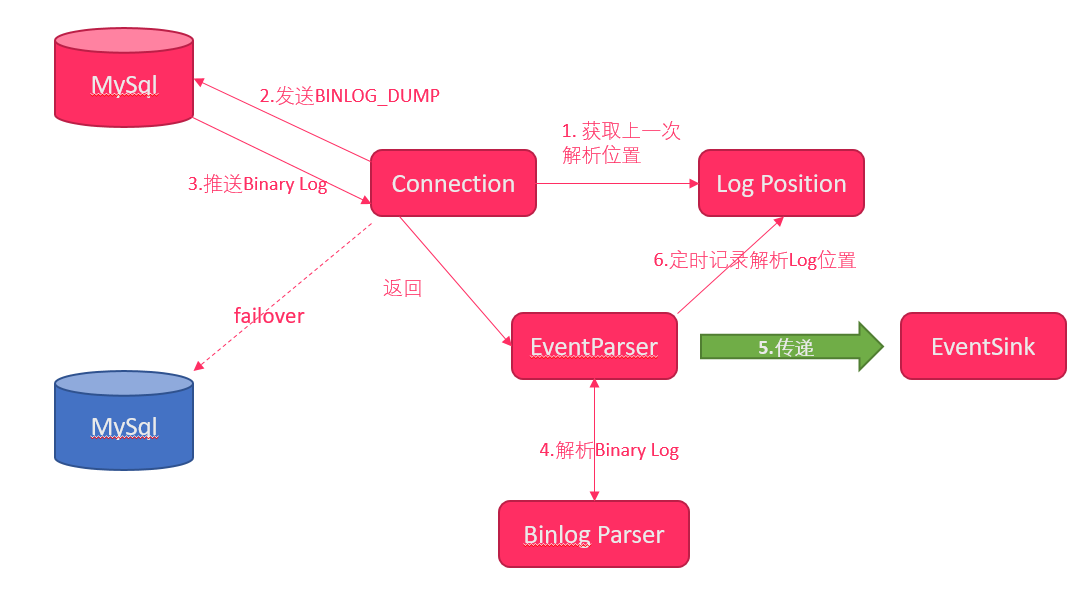 MySql
2.发送BINLOG_DUMP
1. 获取上一次
解析位置
3.推送Binary Log
Connection
Log Position
6.定时记录解析Log位置
返回
failover
EventParser
5.传递
EventSink
MySql
4.解析Binary Log
Binlog Parser